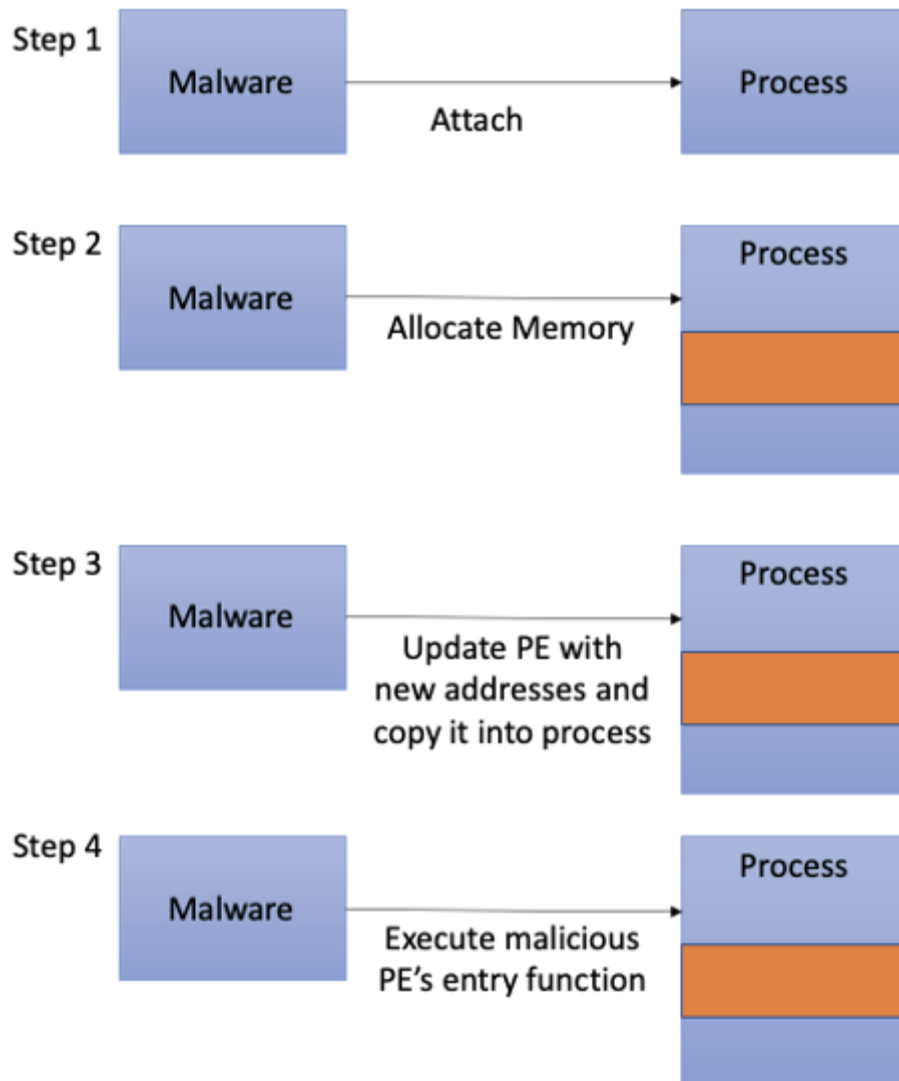 Step 1
Malware
Attach
Process
Step 2
Malware
Allocate Memory
Process
Step 3
Malware
Update PE with
new addresses and
copy it into process
Process
Step 4
Malware
Execute malicious
PE’s entry function
Process